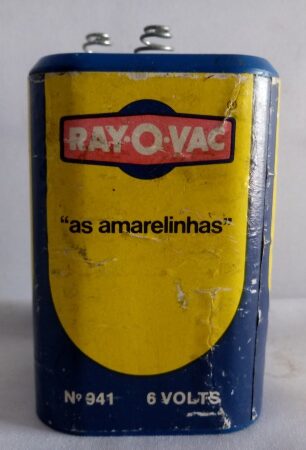 RAY-O-VAC
"as amarelinhas"
Nº 941 6 VOLTS